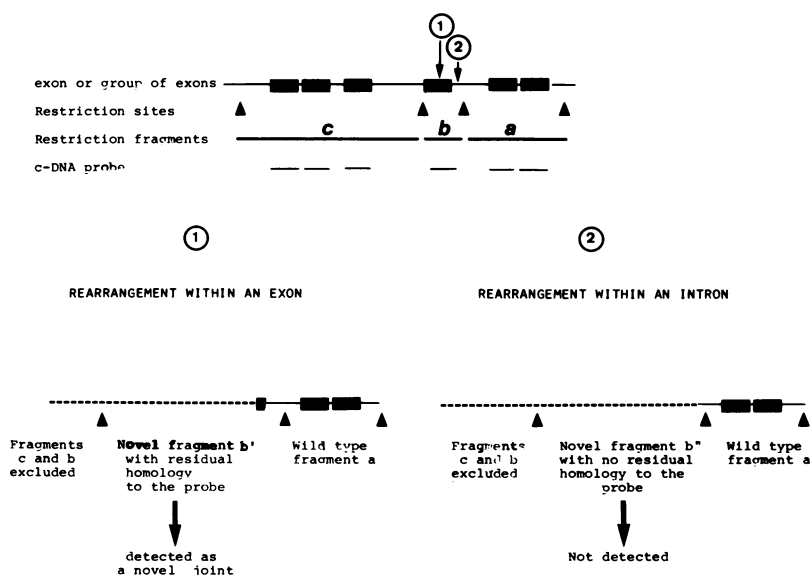 1
2
exon or group of exons
Restriction sites
Restriction fragments
c b a
c-DNA probe
1
REARRANGEMENT WITHIN AN EXON
Fragments
c and b
excluded
Novel fragment b'
with residual
homology
to the probe
Wild type
fragment a
detected as
a novel joint
2
REARRANGEMENT WITHIN AN INTRON
Fragments
c and b
excluded
Novel fragment b"
with no residual
homology to the
probe
Wild type
fragment a
Not detected